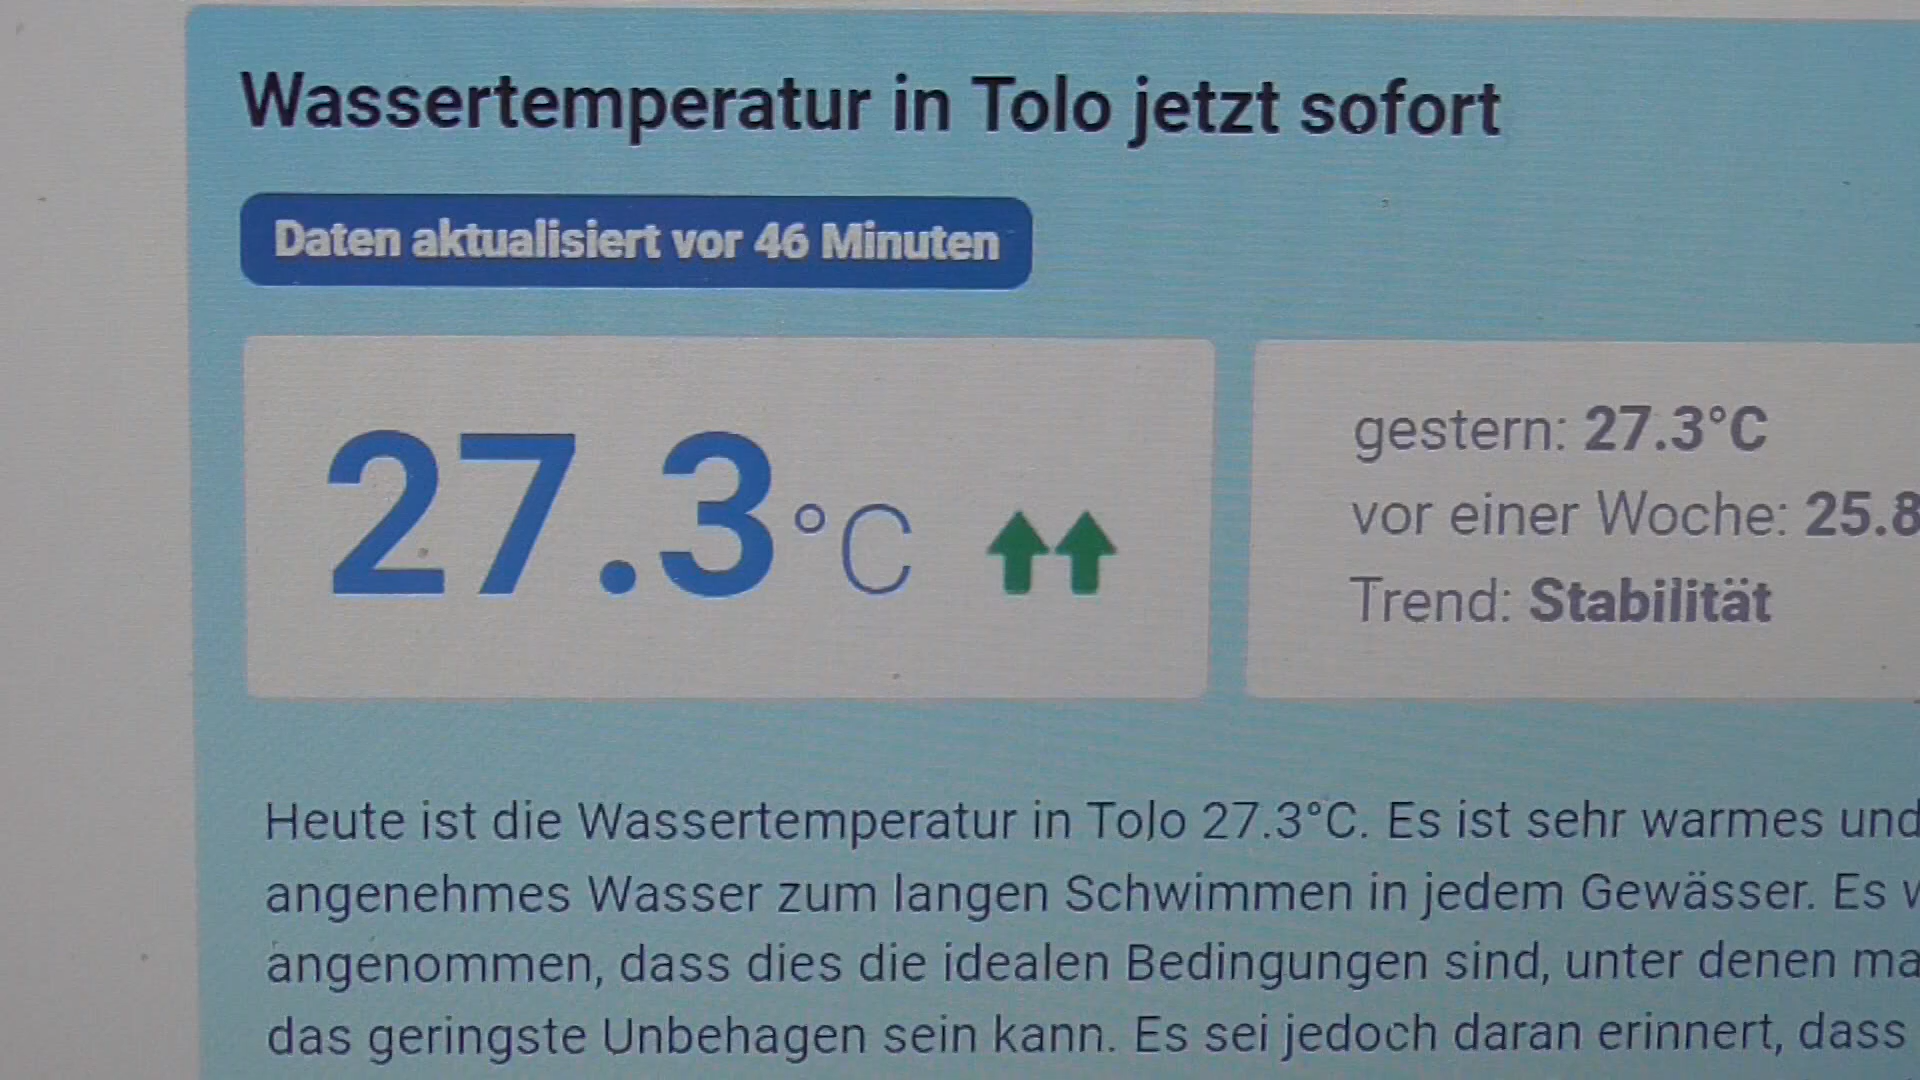 Wassertemperatur in Tolo jetzt sofort
Daten aktualisiert vor 46 Minuten
27.3°C
gestern: 27.3°C
vor einer Woche: 25.8
Trend: Stabilität
Heute ist die Wassertemperatur in Tolo 27.3°C. Es ist sehr warmes und
angenehmes Wasser zum langen Schwimmen in jedem Gewässer. Es
angenommen, dass dies die idealen Bedingungen sind, unter denen
das geringste Unbehagen sein kann. Es sei jedoch daran erinnert, dass